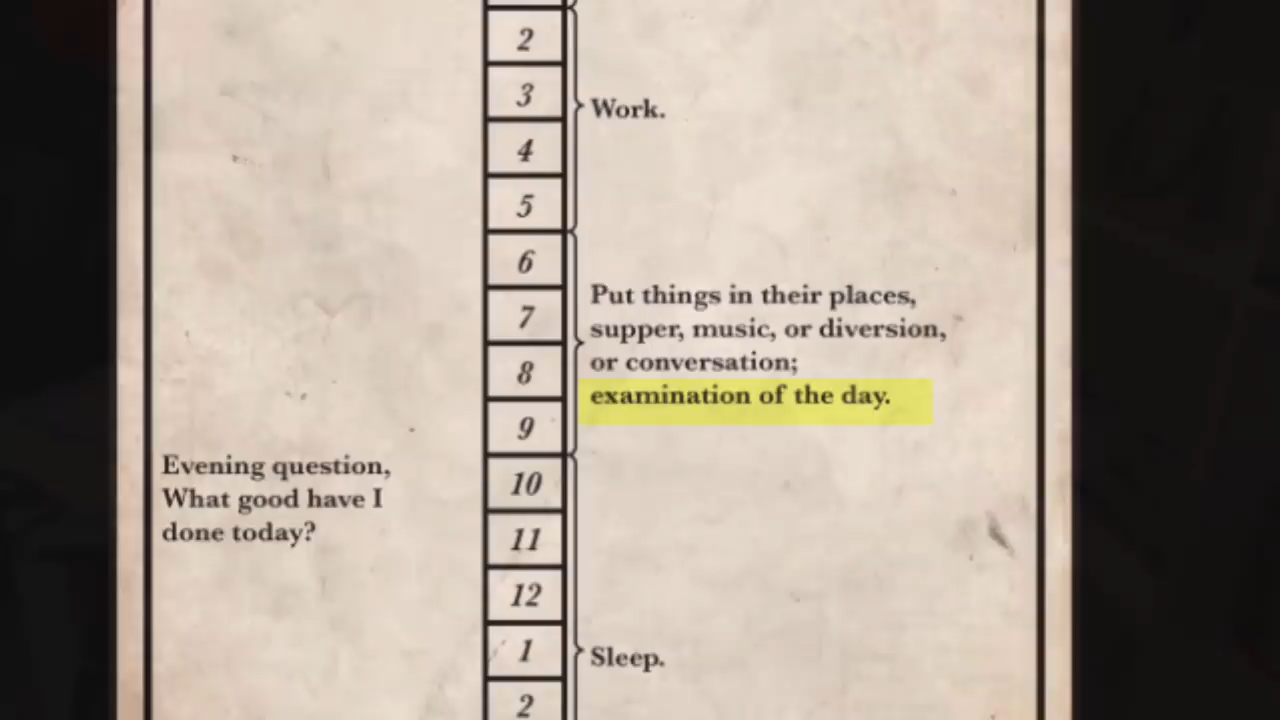 2
3
Work.
4
5
6
Put things in their places,
7
supper, music, or diversion,
or conversation;
8
examination of the day.
9
Evening question,
10
What good have I
done today?
11
12
1
Sleep.
2